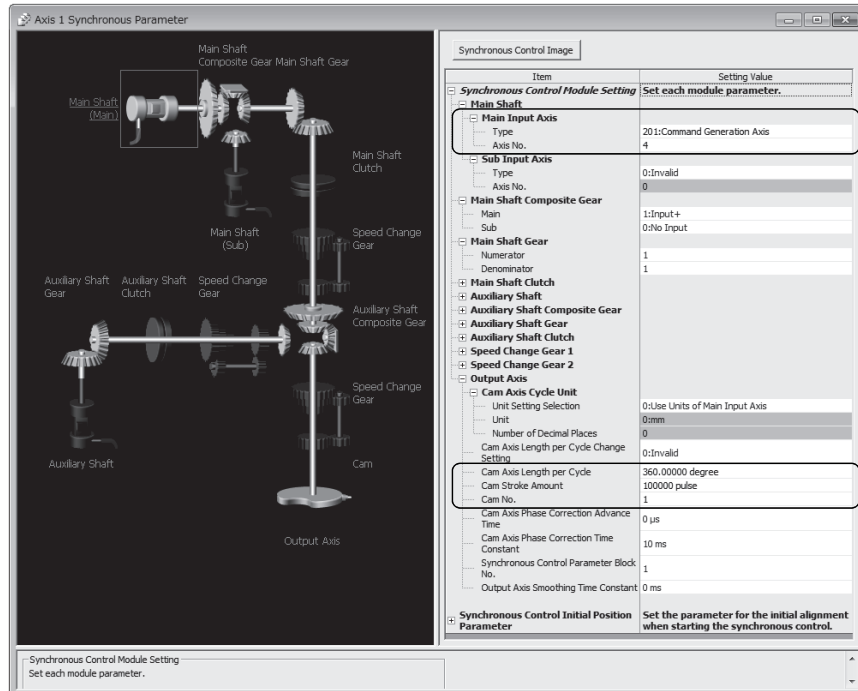 Axis 1 Synchronous Parameter
Main Shaft
Composite Gear Main Shaft Gear
Main Shaft
(Main)
Main Shaft
Clutch
Main Shaft
(Sub)
Speed Change
Gear
Auxiliary Shaft
Gear
Auxiliary Shaft
Clutch
Speed Change
Gear
Auxiliary Shaft
Composite Gear
Speed Change
Gear
Auxiliary Shaft
Cam
Output Axis
Synchronous Control Image
Item Setting Value
Synchronous Control Module Setting Set each module parameter.
Main Shaft
Main Input Axis
Type 201:Command Generation Axis
Axis No. 4
Sub Input Axis
Type 0:Invalid
Axis No. 0
Main Shaft Composite Gear
Main 1:Input+
Sub 0:No Input
Main Shaft Gear
Numerator 1
Denominator 1
Main Shaft Clutch
Auxiliary Shaft
Auxiliary Shaft Composite Gear
Auxiliary Shaft Gear
Auxiliary Shaft Clutch
Speed Change Gear 1
Speed Change Gear 2
Output Axis
Cam Axis Cycle Unit
Unit Setting Selection 0:Use Units of Main Input Axis
Unit 0:mm
Number of Decimal Places 0
Cam Axis Length per Cycle Change
Setting 0:Invalid
Cam Axis Length per Cycle 360.00000 degree
Cam Stroke Amount 100000 pulse
Cam No. 1
Cam Axis Phase Correction Advance
Time 0 µs
Cam Axis Phase Correction Time
Constant 10 ms
Synchronous Control Parameter Block
No. 1
Output Axis Smoothing Time Constant 0 ms
Synchronous Control Initial Position Set the parameter for the initial alignment
Parameter when starting the synchronous control.
Synchronous Control Module Setting
Set each module parameter.